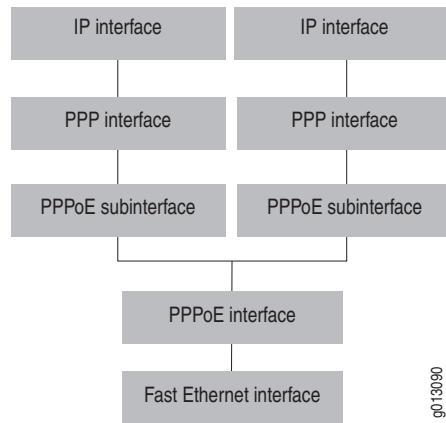 IP interface
IP interface
PPP interface
PPP interface
PPPoE subinterface
PPPoE subinterface
PPPoE interface
Fast Ethernet interface
g013090